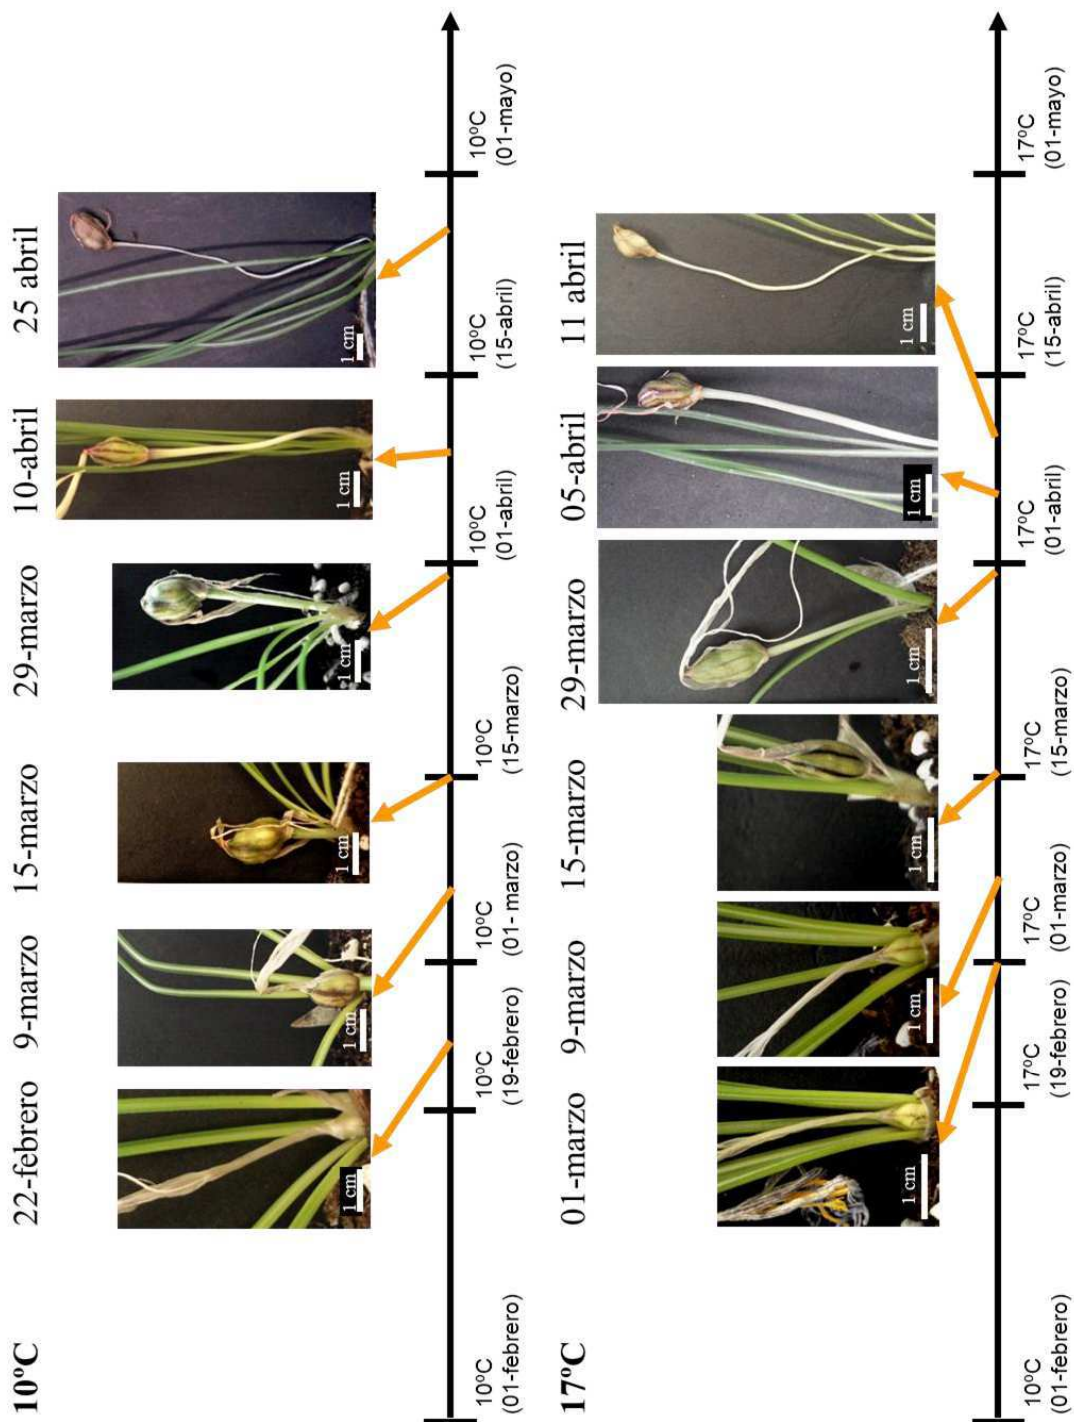 10ºC
22-febrero
9-marzo
15-marzo
29-marzo
10-abril
25 abril
1 cm
1 cm
1 cm
1 cm
1 cm
1 cm
10ºC
(01-febrero)
10ºC
(19-febrero)
10ºC
(01- marzo)
10ºC
(15-marzo)
10ºC
(01-abril)
10ºC
(15-abril)
10ºC
(01-mayo)
17ºC
01-marzo
9-marzo
15-marzo
29-marzo
05-abril
11 abril
1 cm
1 cm
1 cm
1 cm
1 cm
1 cm
10ºC
(01-febrero)
17ºC
(19-febrero)
17ºC
(01-marzo)
17ºC
(15-marzo)
17ºC
(01-abril)
17ºC
(15-abril)
17ºC
(01-mayo)